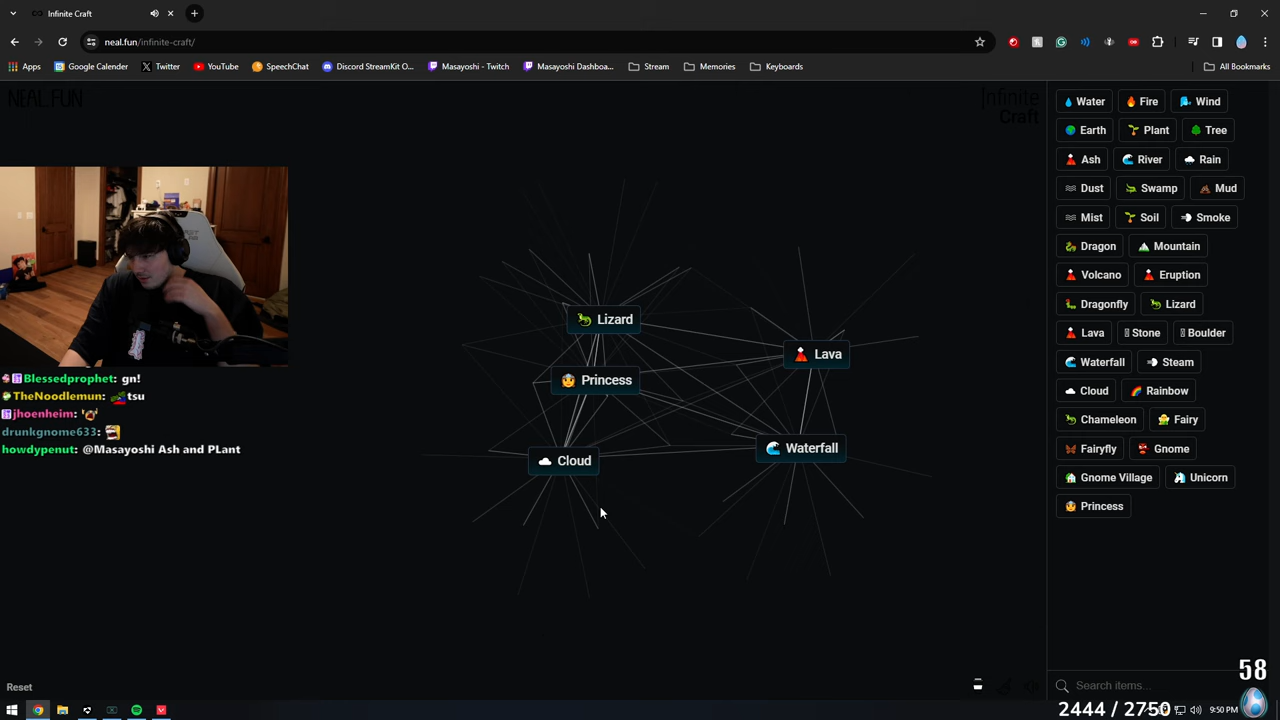 Infinite Craft
neal.fun/infinite-craft/
Apps Google Calender Twitter YouTube SpeechChat Discord StreamKit O... Masayoshi - Twitch Masayoshi Dashboa... Stream Memories Keyboards All Bookmarks
NEAL.FUN
Infinite
Craft
Water Fire Wind
Earth Plant Tree
Ash River Rain
Dust Swamp Mud
Mist Soil Smoke
Dragon Mountain
Volcano Eruption
Dragonfly Lizard
Lava Stone Boulder
Waterfall Steam
Cloud Rainbow
Chameleon Fairy
Fairyfly Gnome
Gnome Village Unicorn
Princess
Lizard
Lava
Princess
Waterfall
Cloud
Blessedprophet: gn!
TheNoodlemun: tsu
jhoenheim:
drunkgnome633:
howdypenut: @Masayoshi Ash and PLant
Reset
Search items...
58
2444 / 2750
9:50 PM